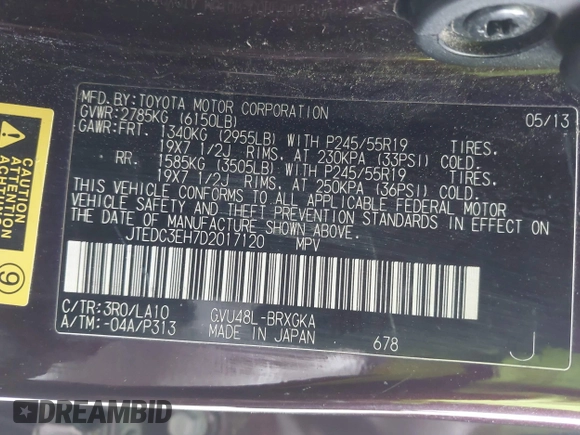 MFD. BY: TOYOTA MOTOR CORPORATION 05/13
GVWR: 2785KG (6150LB)
GAWR: FRT. 1340KG (2955LB) WITH P245/55R19 TIRES.
19X7 1/2J RIMS. AT 230KPA (33PSI) COLD.
RR. 1585KG (3505LB) WITH P245/55R19 TIRES.
19X7 1/2J RIMS. AT 250KPA (36PSI) COLD.
THIS VEHICLE CONFORMS TO ALL APPLICABLE FEDERAL MOTOR
VEHICLE SAFETY AND THEFT PREVENTION STANDARDS IN EFFECT ON
THE DATE OF MANUFACTURE SHOWN ABOVE.
JTEDC3EH7D2017120 MPV
C/TR: 3R0/LA10 GVU48L-BRXGKA
A/TM: -04A/P313 MADE IN JAPAN 678 J
CAUTION
ATTENTION
9
DREAMBID